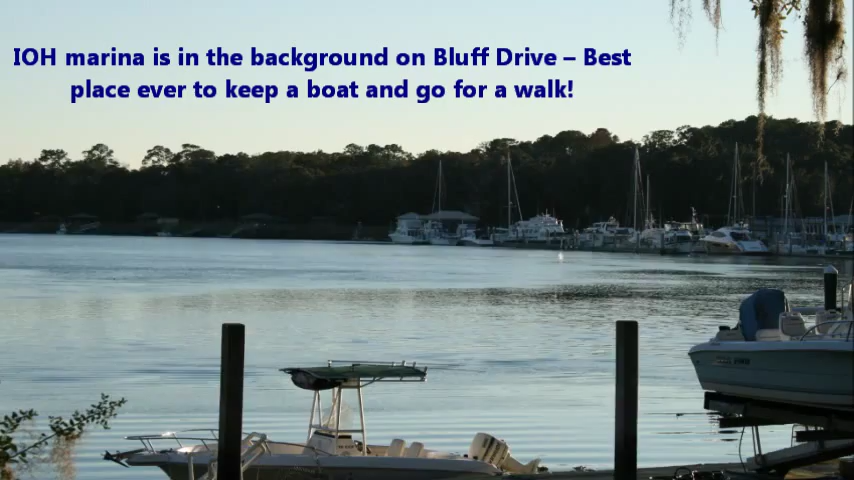 IOH marina is in the background on Bluff Drive – Best
place ever to keep a boat and go for a walk!